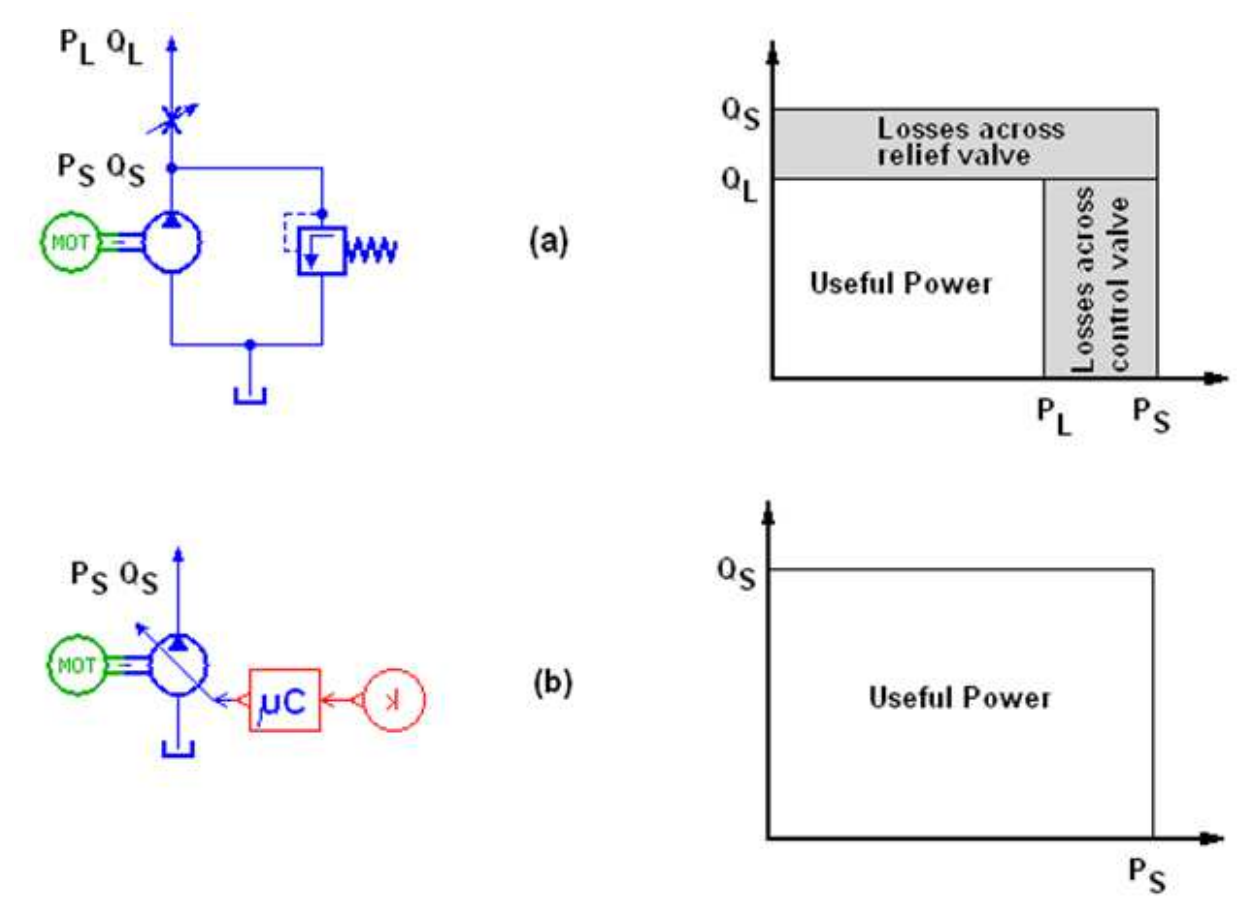 P_L Q_L
P_S Q_S
MOT
(a)
Q_S
Losses across
relief valve
Q_L
Useful Power
Losses across
control valve
P_L P_S
P_S Q_S
MOT
μC
k
(b)
Q_S
Useful Power
P_S